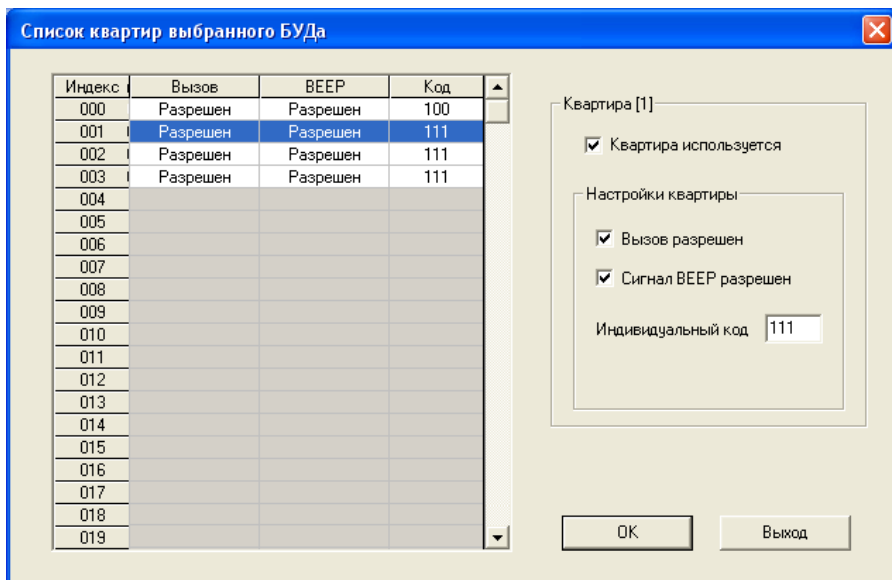 Список квартир выбранного БУДа
Индекс Вызов BEEP Код
000 Разрешен Разрешен 100
001 Разрешен Разрешен 111
002 Разрешен Разрешен 111
003 Разрешен Разрешен 111
004
005
006
007
008
009
010
011
012
013
014
015
016
017
018
019
Квартира [1]
Квартира используется
Настройки квартиры
Вызов разрешен
Сигнал BEEP разрешен
Индивидуальный код 111
OK Выход